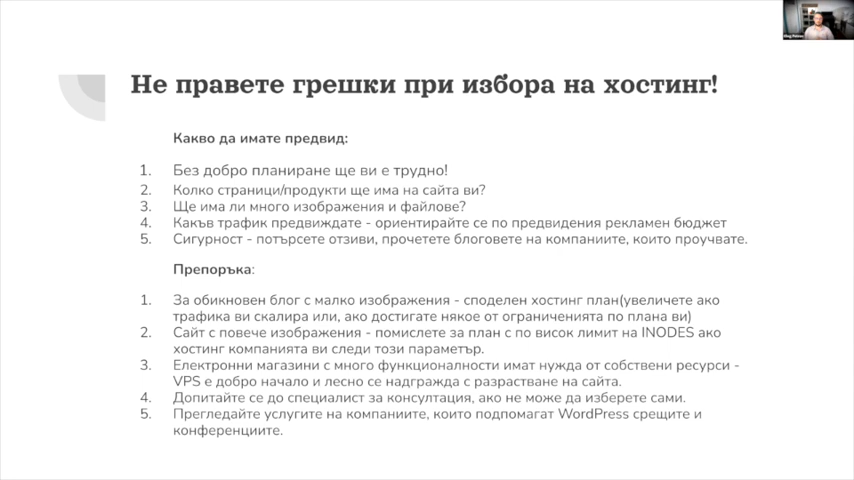 Не правете грешки при избора на хостинг!
Какво да имате предвид:
1. Без добро планиране ще ви е трудно!
2. Колко страници/продукти ще има на сайта ви?
3. Ще има ли много изображения и файлове?
4. Какъв трафик предвиждате - ориентирайте се по предвидения рекламен бюджет
5. Сигурност - потърсете отзиви, прочетете блоговете на компаниите, които проучвате.
Препоръка:
1. За обикновен блог с малко изображения - споделен хостинг план(увеличете ако
трафика ви скалира или, ако достигате някое от ограниченията по плана ви)
2. Сайт с повече изображения - помислете за план с по висок лимит на INODES ако
хостинг компанията ви следи този параметър.
3. Електронни магазини с много функционалности имат нужда от собствени ресурси -
VPS е добро начало и лесно се надгражда с разрастване на сайта.
4. Допитайте се до специалист за консултация, ако не може да изберете сами.
5. Прегледайте услугите на компаниите, които подпомагат WordPress срещите и
конференциите.